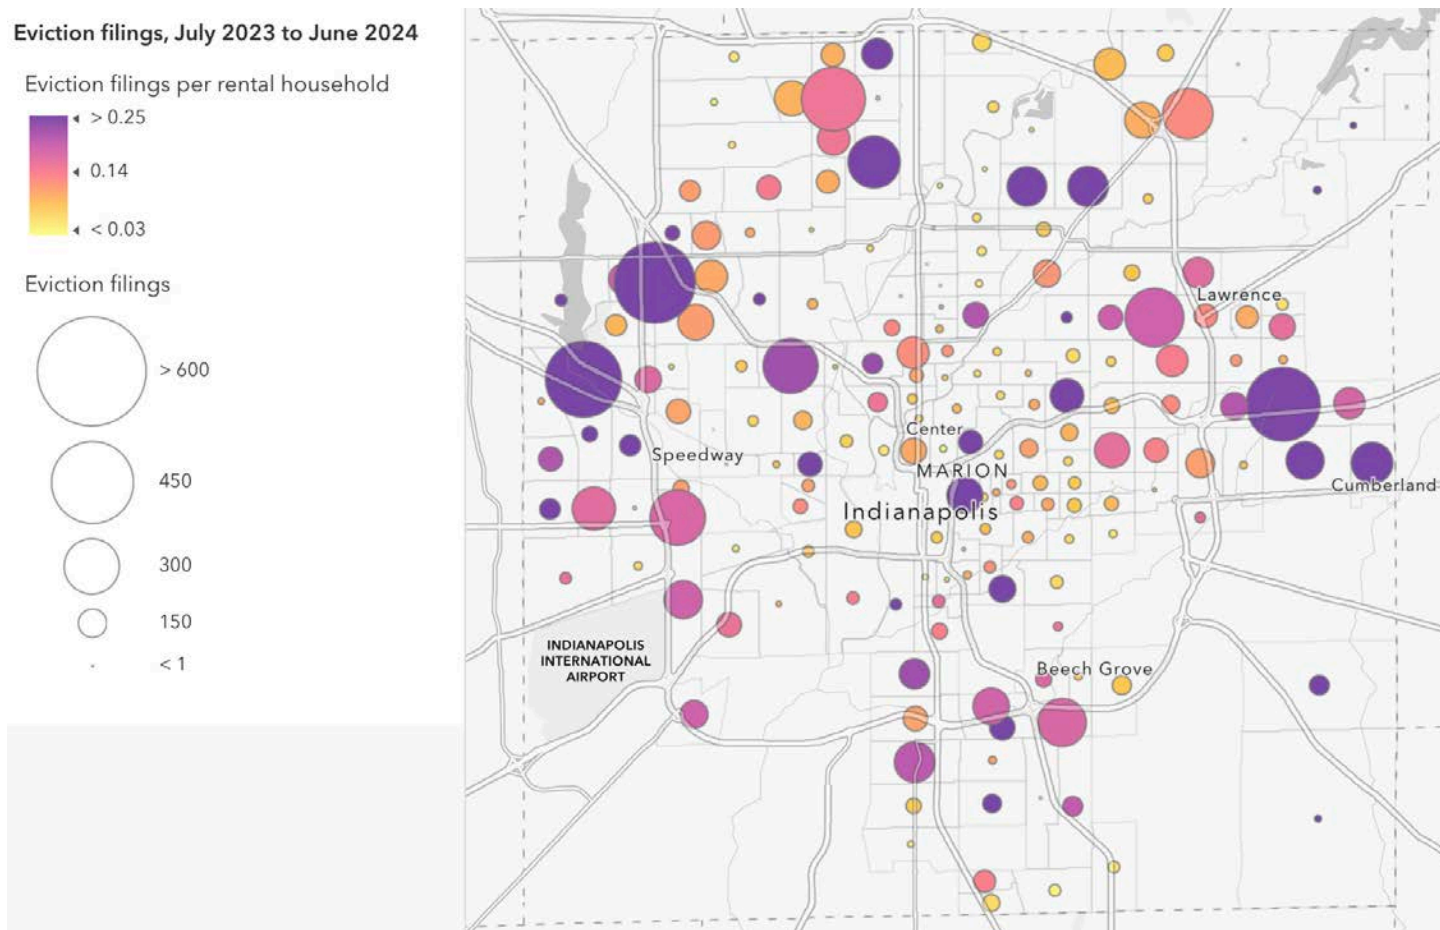 Eviction filings, July 2023 to June 2024
Eviction filings per rental household
> 0.25
0.14
< 0.03
Eviction filings
> 600
450
300
150
< 1
Lawrence
Center
Speedway
MARION
Cumberland
Indianapolis
INDIANAPOLIS
INTERNATIONAL
AIRPORT
Beech Grove